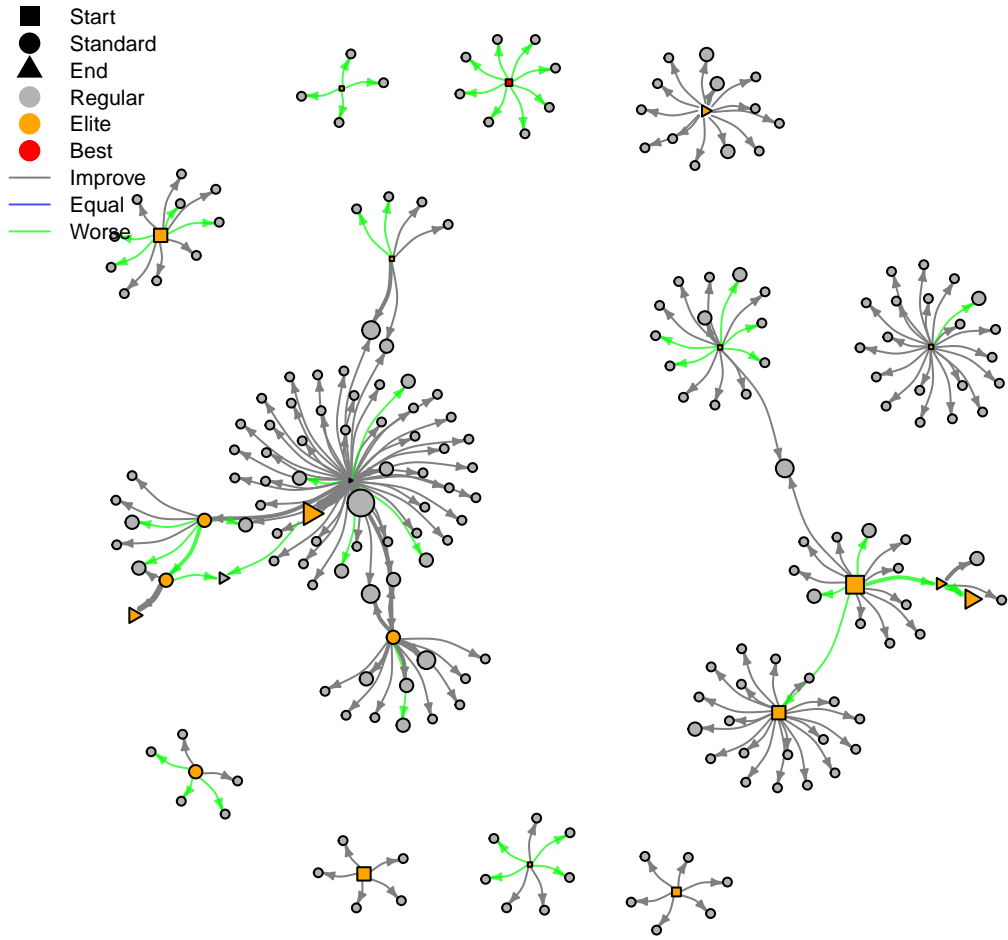 Start
Standard
End
Regular
Elite
Best
Improve
Equal
Worse